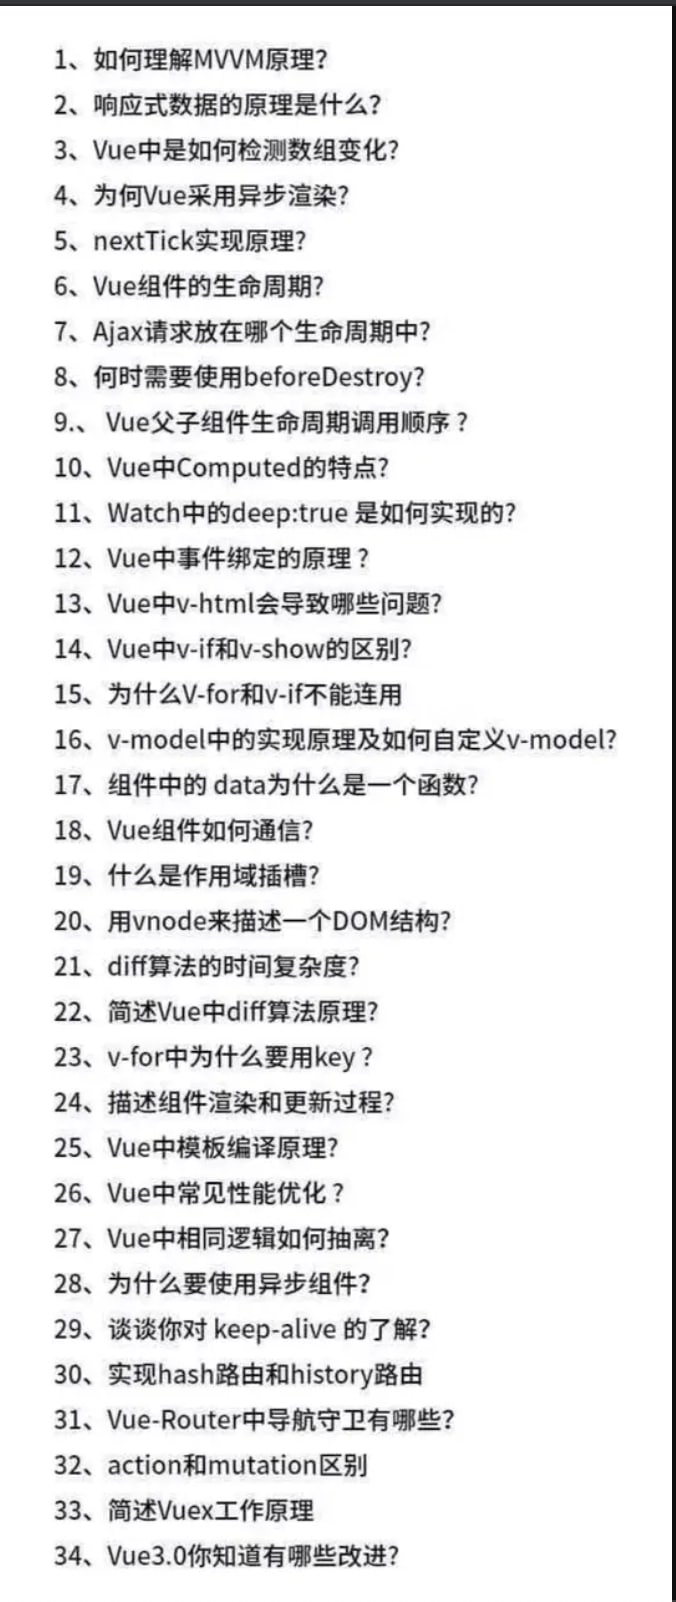 1、如何理解MVVM原理?
2、响应式数据的原理是什么?
3、Vue中是如何检测数组变化?
4、为何Vue采用异步渲染?
5、nextTick实现原理?
6、Vue组件的生命周期?
7、Ajax请求放在哪个生命周期中?
8、何时需要使用beforeDestroy?
9.、 Vue父子组件生命周期调用顺序 ?
10、Vue中Computed的特点?
11、Watch中的deep:true 是如何实现的?
12、Vue中事件绑定的原理 ?
13、Vue中v-html会导致哪些问题?
14、Vue中v-if和v-show的区别?
15、为什么V-for和v-if不能连用
16、v-model中的实现原理及如何自定义v-model?
17、组件中的 data为什么是一个函数?
18、Vue组件如何通信?
19、什么是作用域插槽?
20、用vnode来描述一个DOM结构?
21、diff算法的时间复杂度?
22、简述Vue中diff算法原理?
23、v-for中为什么要用key ?
24、描述组件渲染和更新过程?
25、Vue中模板编译原理?
26、Vue中常见性能优化 ?
27、Vue中相同逻辑如何抽离?
28、为什么要使用异步组件?
29、谈谈你对 keep-alive 的了解?
30、实现hash路由和history路由
31、Vue-Router中导航守卫有哪些?
32、action和mutation区别
33、简述Vuex工作原理
34、Vue3.0你知道有哪些改进?